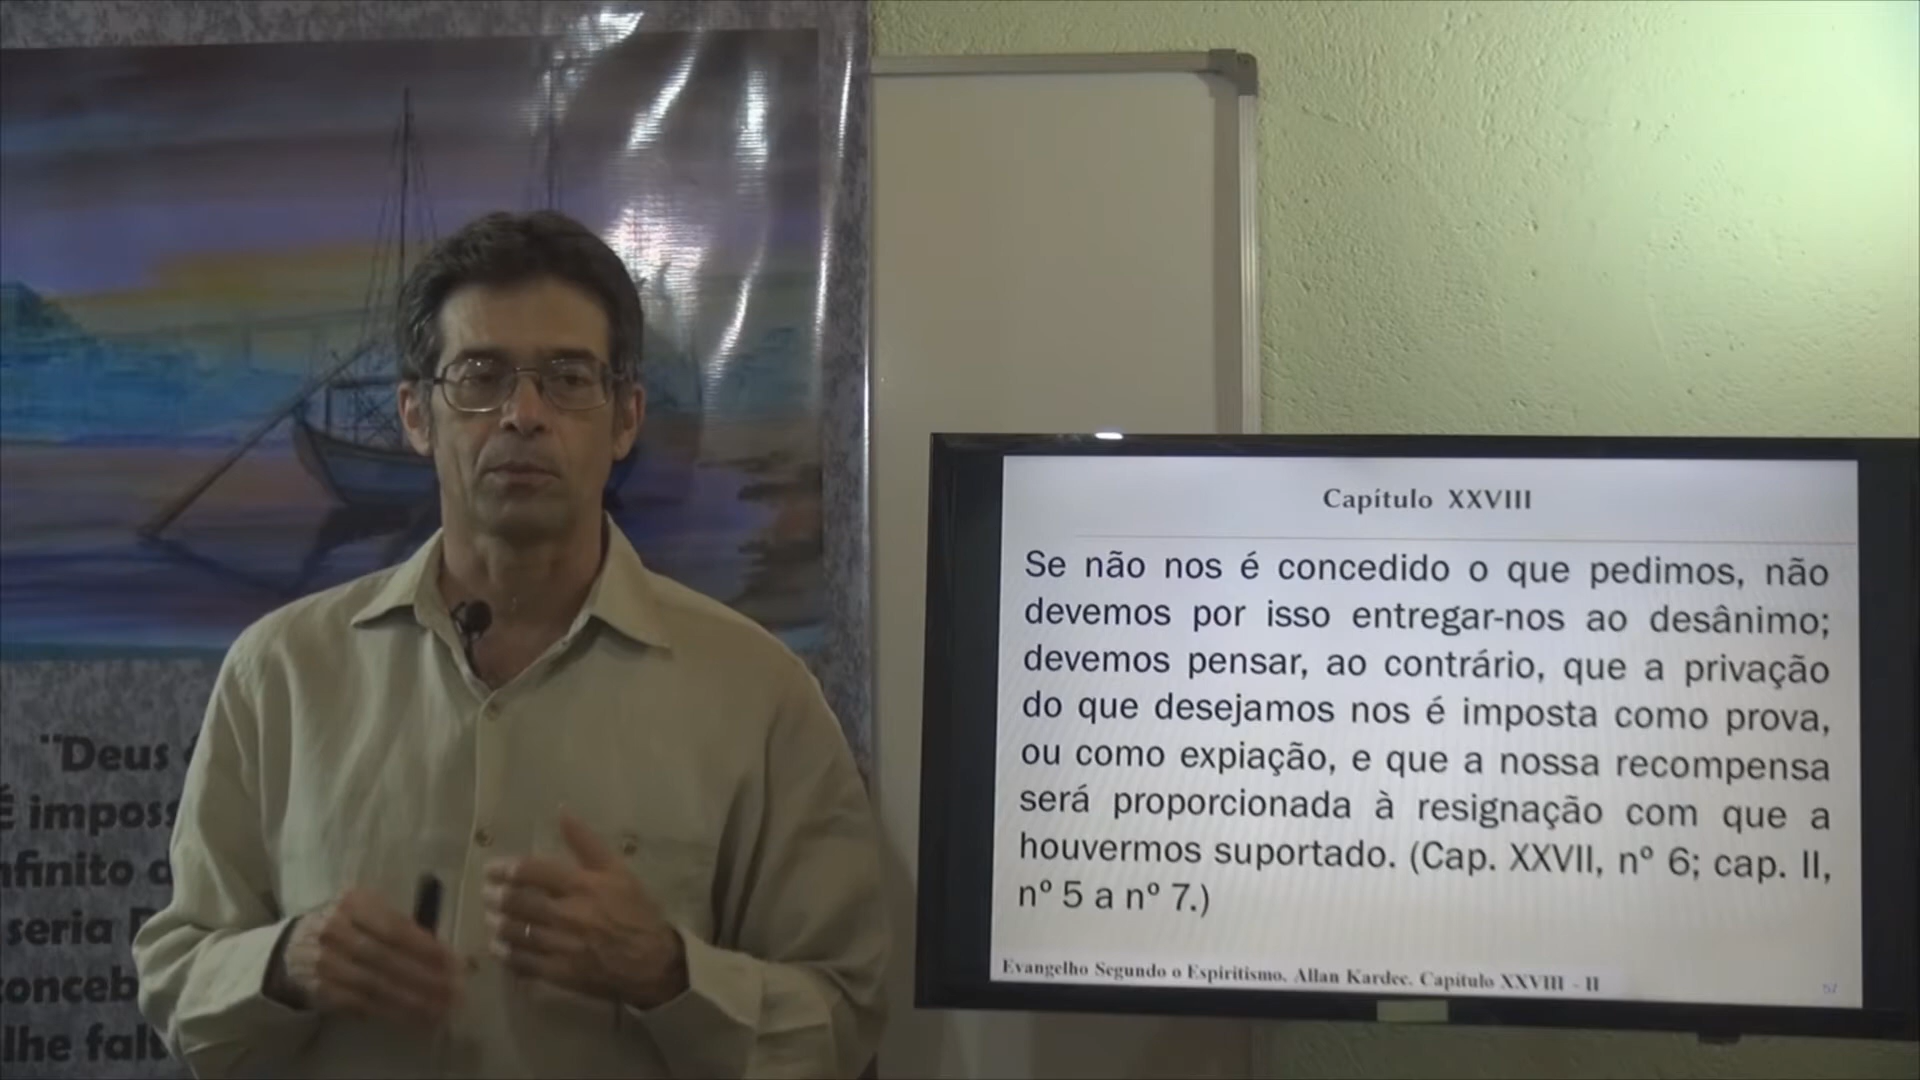 ¨Deus
É imposs
nfinito d
seria
conceb
lhe falt
Capítulo XXVIII
Se não nos é concedido o que pedimos, não
devemos por isso entregar-nos ao desânimo;
devemos pensar, ao contrário, que a privação
do que desejamos nos é imposta como prova,
ou como expiação, e que a nossa recompensa
será proporcionada à resignação com que a
houvermos suportado. (Cap. XXVII, nº 6; cap. II,
nº 5 a nº 7.)
Evangelho Segundo o Espiritismo. Allan Kardec. Capítulo XXVIII - II